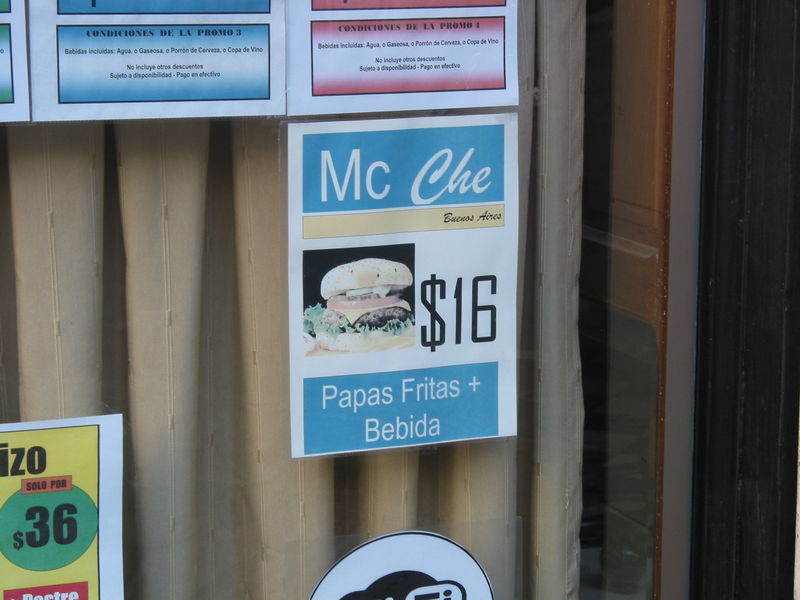 CONDICIONES DE LA PROMO 3
Bebidas incluidas: Agua, o Gaseosa, o Porrón de Cerveza, o Copa de Vino
No incluye otros descuentos
Sujeto a disponibilidad - Pago en efectivo
CONDICIONES DE LA PROMO 4
Bebidas incluidas: Agua, o Gaseosa, o Porrón de Cerveza, o Copa de Vino
No incluye otros descuentos
Sujeto a disponibilidad - Pago en efectivo
Mc Che
Buenos Aires
$16
Papas Fritas +
Bebida
izo
SOLO POR
$36
+ Postre